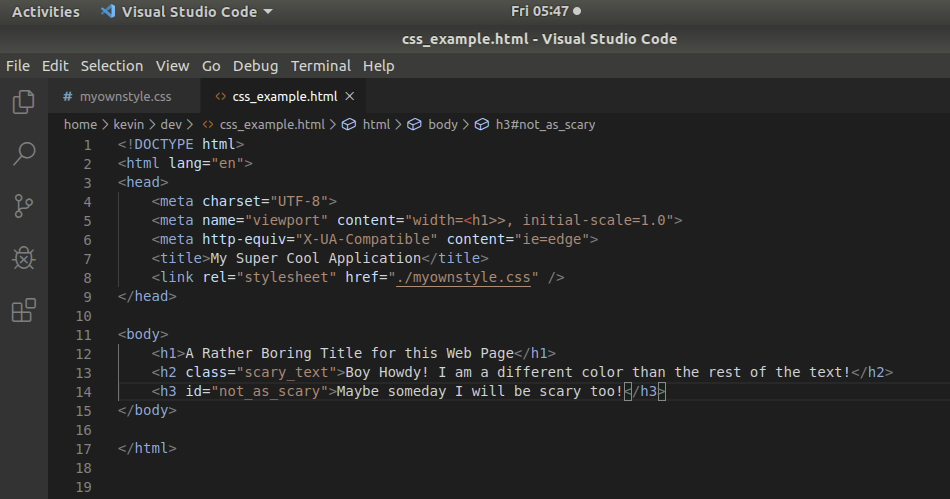 Activities Visual Studio Code Fri 05:47
css_example.html - Visual Studio Code
File Edit Selection View Go Debug Terminal Help
# myownstyle.css <> css_example.html ×
home > kevin > dev > <> css_example.html > html > body > h3#not_as_scary
1 <!DOCTYPE html>
2 <html lang="en">
3 <head>
4 <meta charset="UTF-8">
5 <meta name="viewport" content="width=<h1>>, initial-scale=1.0">
6 <meta http-equiv="X-UA-Compatible" content="ie=edge">
7 <title>My Super Cool Application</title>
8 <link rel="stylesheet" href="./myownstyle.css" />
9 </head>
10
11 <body>
12 <h1>A Rather Boring Title for this Web Page</h1>
13 <h2 class="scary_text">Boy Howdy! I am a different color than the rest of the text!</h2>
14 <h3 id="not_as_scary">Maybe someday I will be scary too!</h3>
15 </body>
16
17 </html>
18
19